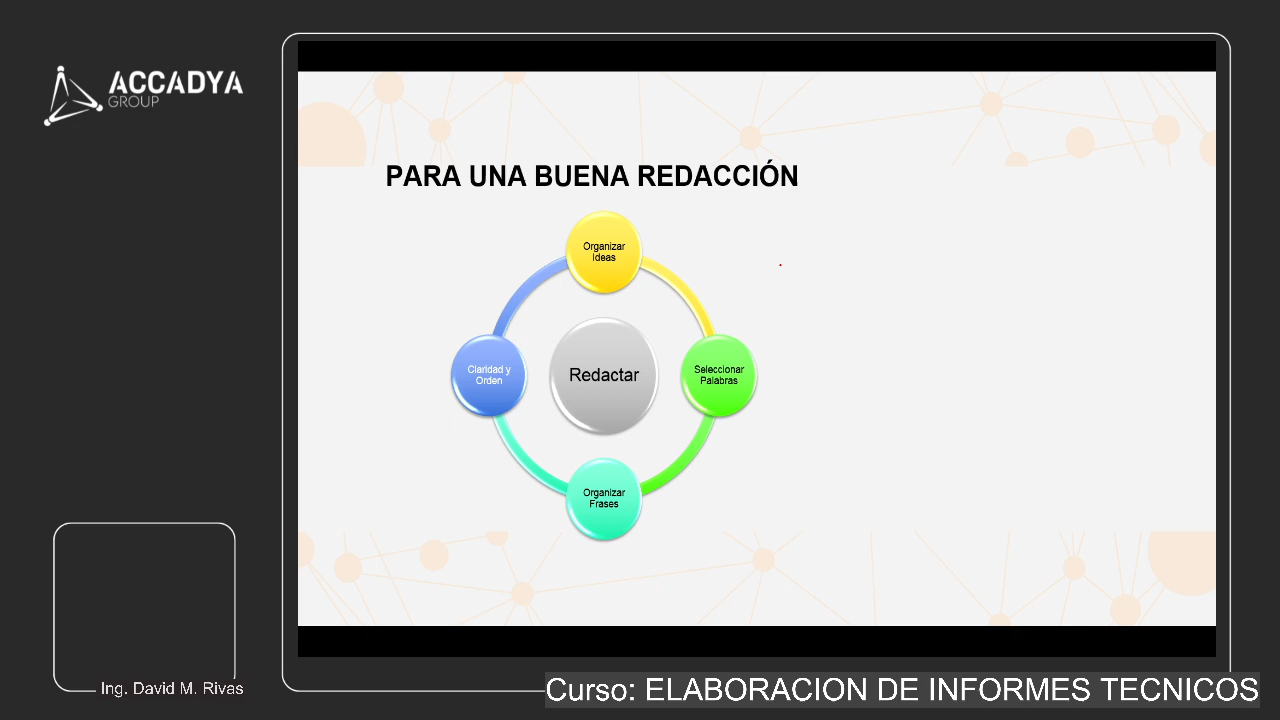 ACCADYA
GROUP
PARA UNA BUENA REDACCIÓN
Organizar
Ideas
Claridad y
Orden
Redactar
Seleccionar
Palabras
Organizar
Frases
Ing. David M. Rivas
Curso: ELABORACION DE INFORMES TECNICOS